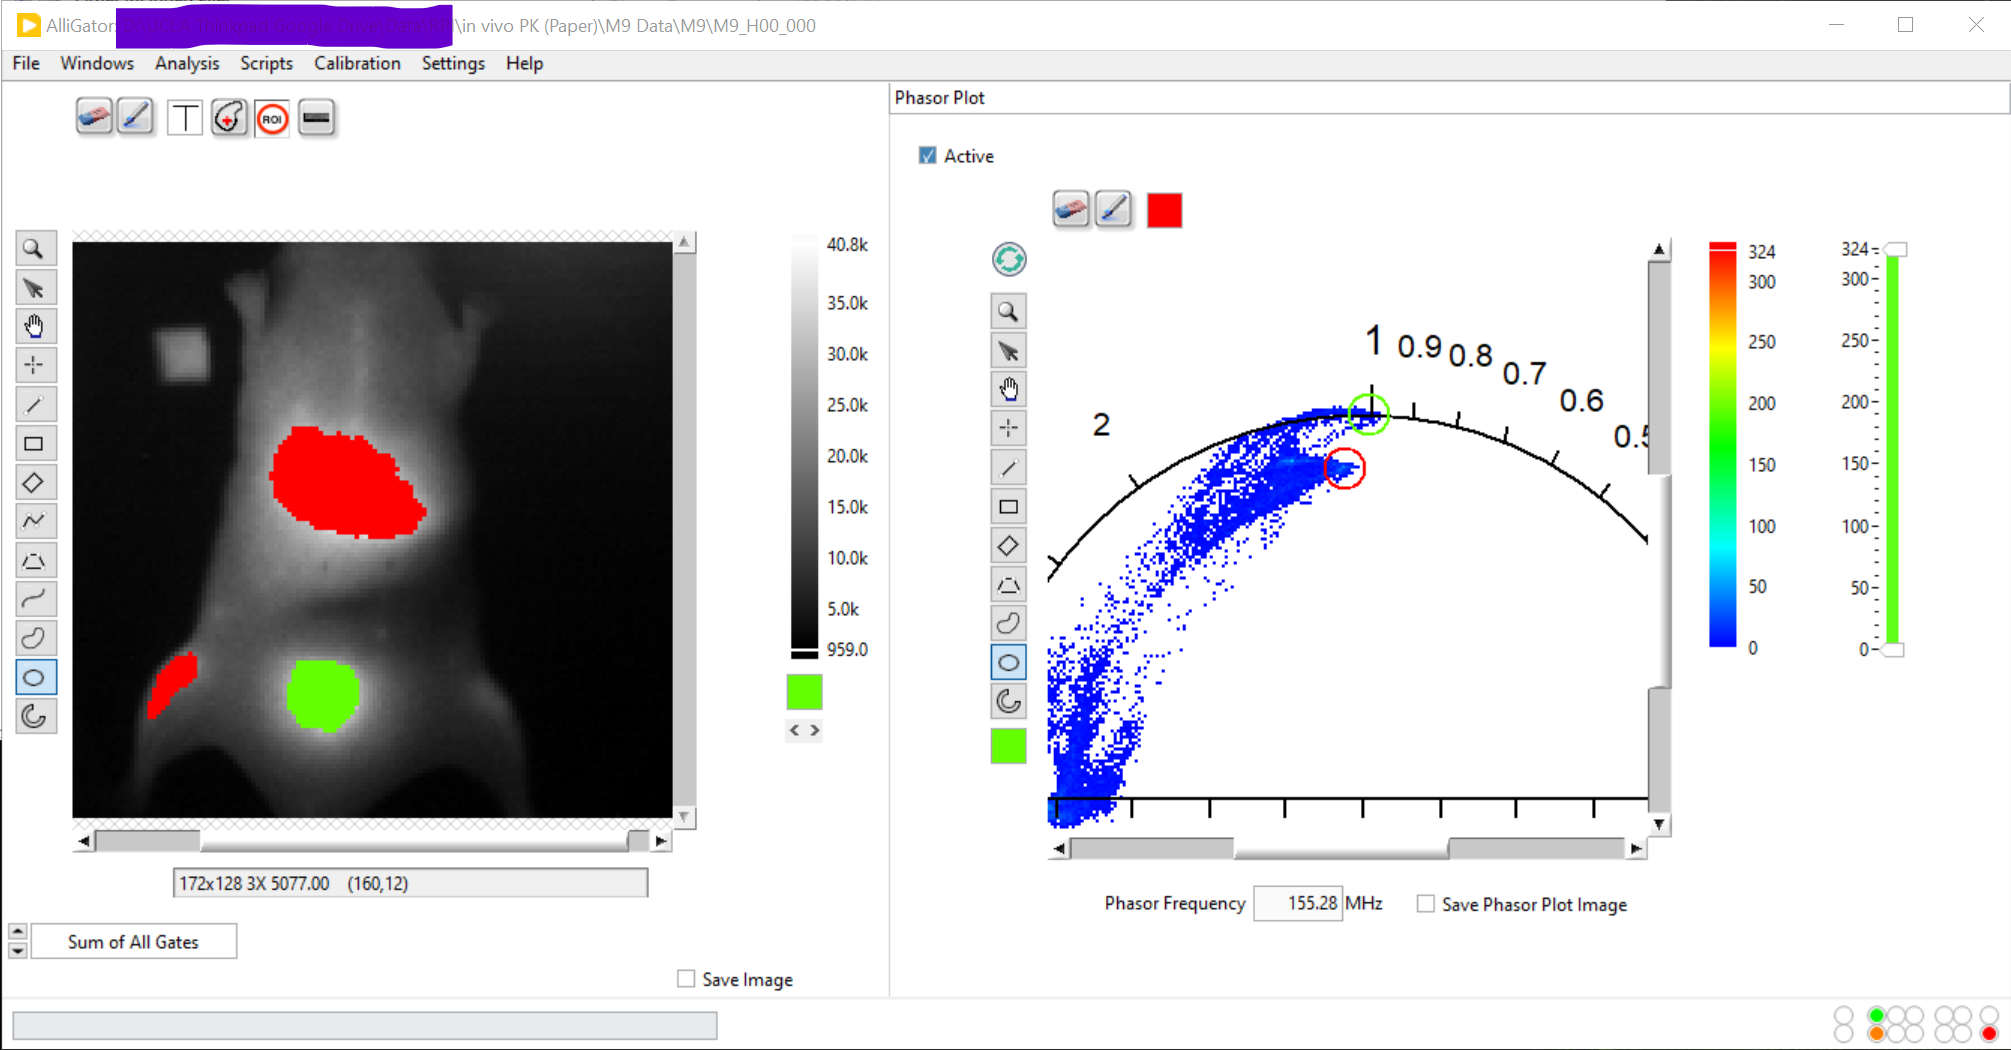 AlliGator: \in vivo PK (Paper)\M9 Data\M9\M9_H00_000
File Windows Analysis Scripts Calibration Settings Help
T
ROI
40.8k
35.0k
30.0k
25.0k
20.0k
15.0k
10.0k
5.0k
959.0
172x128 3X 5077.00 (160,12)
Sum of All Gates
Save Image
Phasor Plot
Active
2 1 0.9 0.8 0.7 0.6 0.5
324
300
250
200
150
100
50
0
324
300
250
200
150
100
50
0
Phasor Frequency 155.28 MHz Save Phasor Plot Image